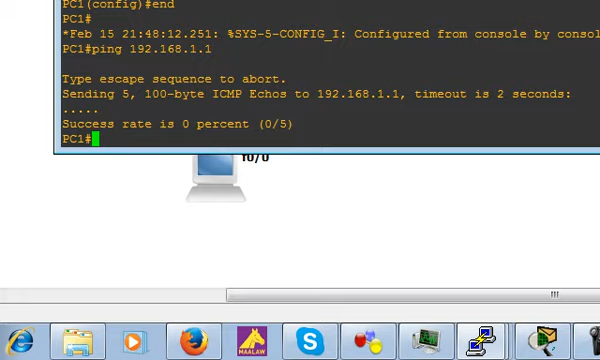 PC1(config)#end
PC1#
*Feb 15 21:48:12.251: %SYS-5-CONFIG_I: Configured from console by consol
PC1#ping 192.168.1.1
Type escape sequence to abort.
Sending 5, 100-byte ICMP Echos to 192.168.1.1, timeout is 2 seconds:
.....
Success rate is 0 percent (0/5)
PC1#
f0/0
MAALAW